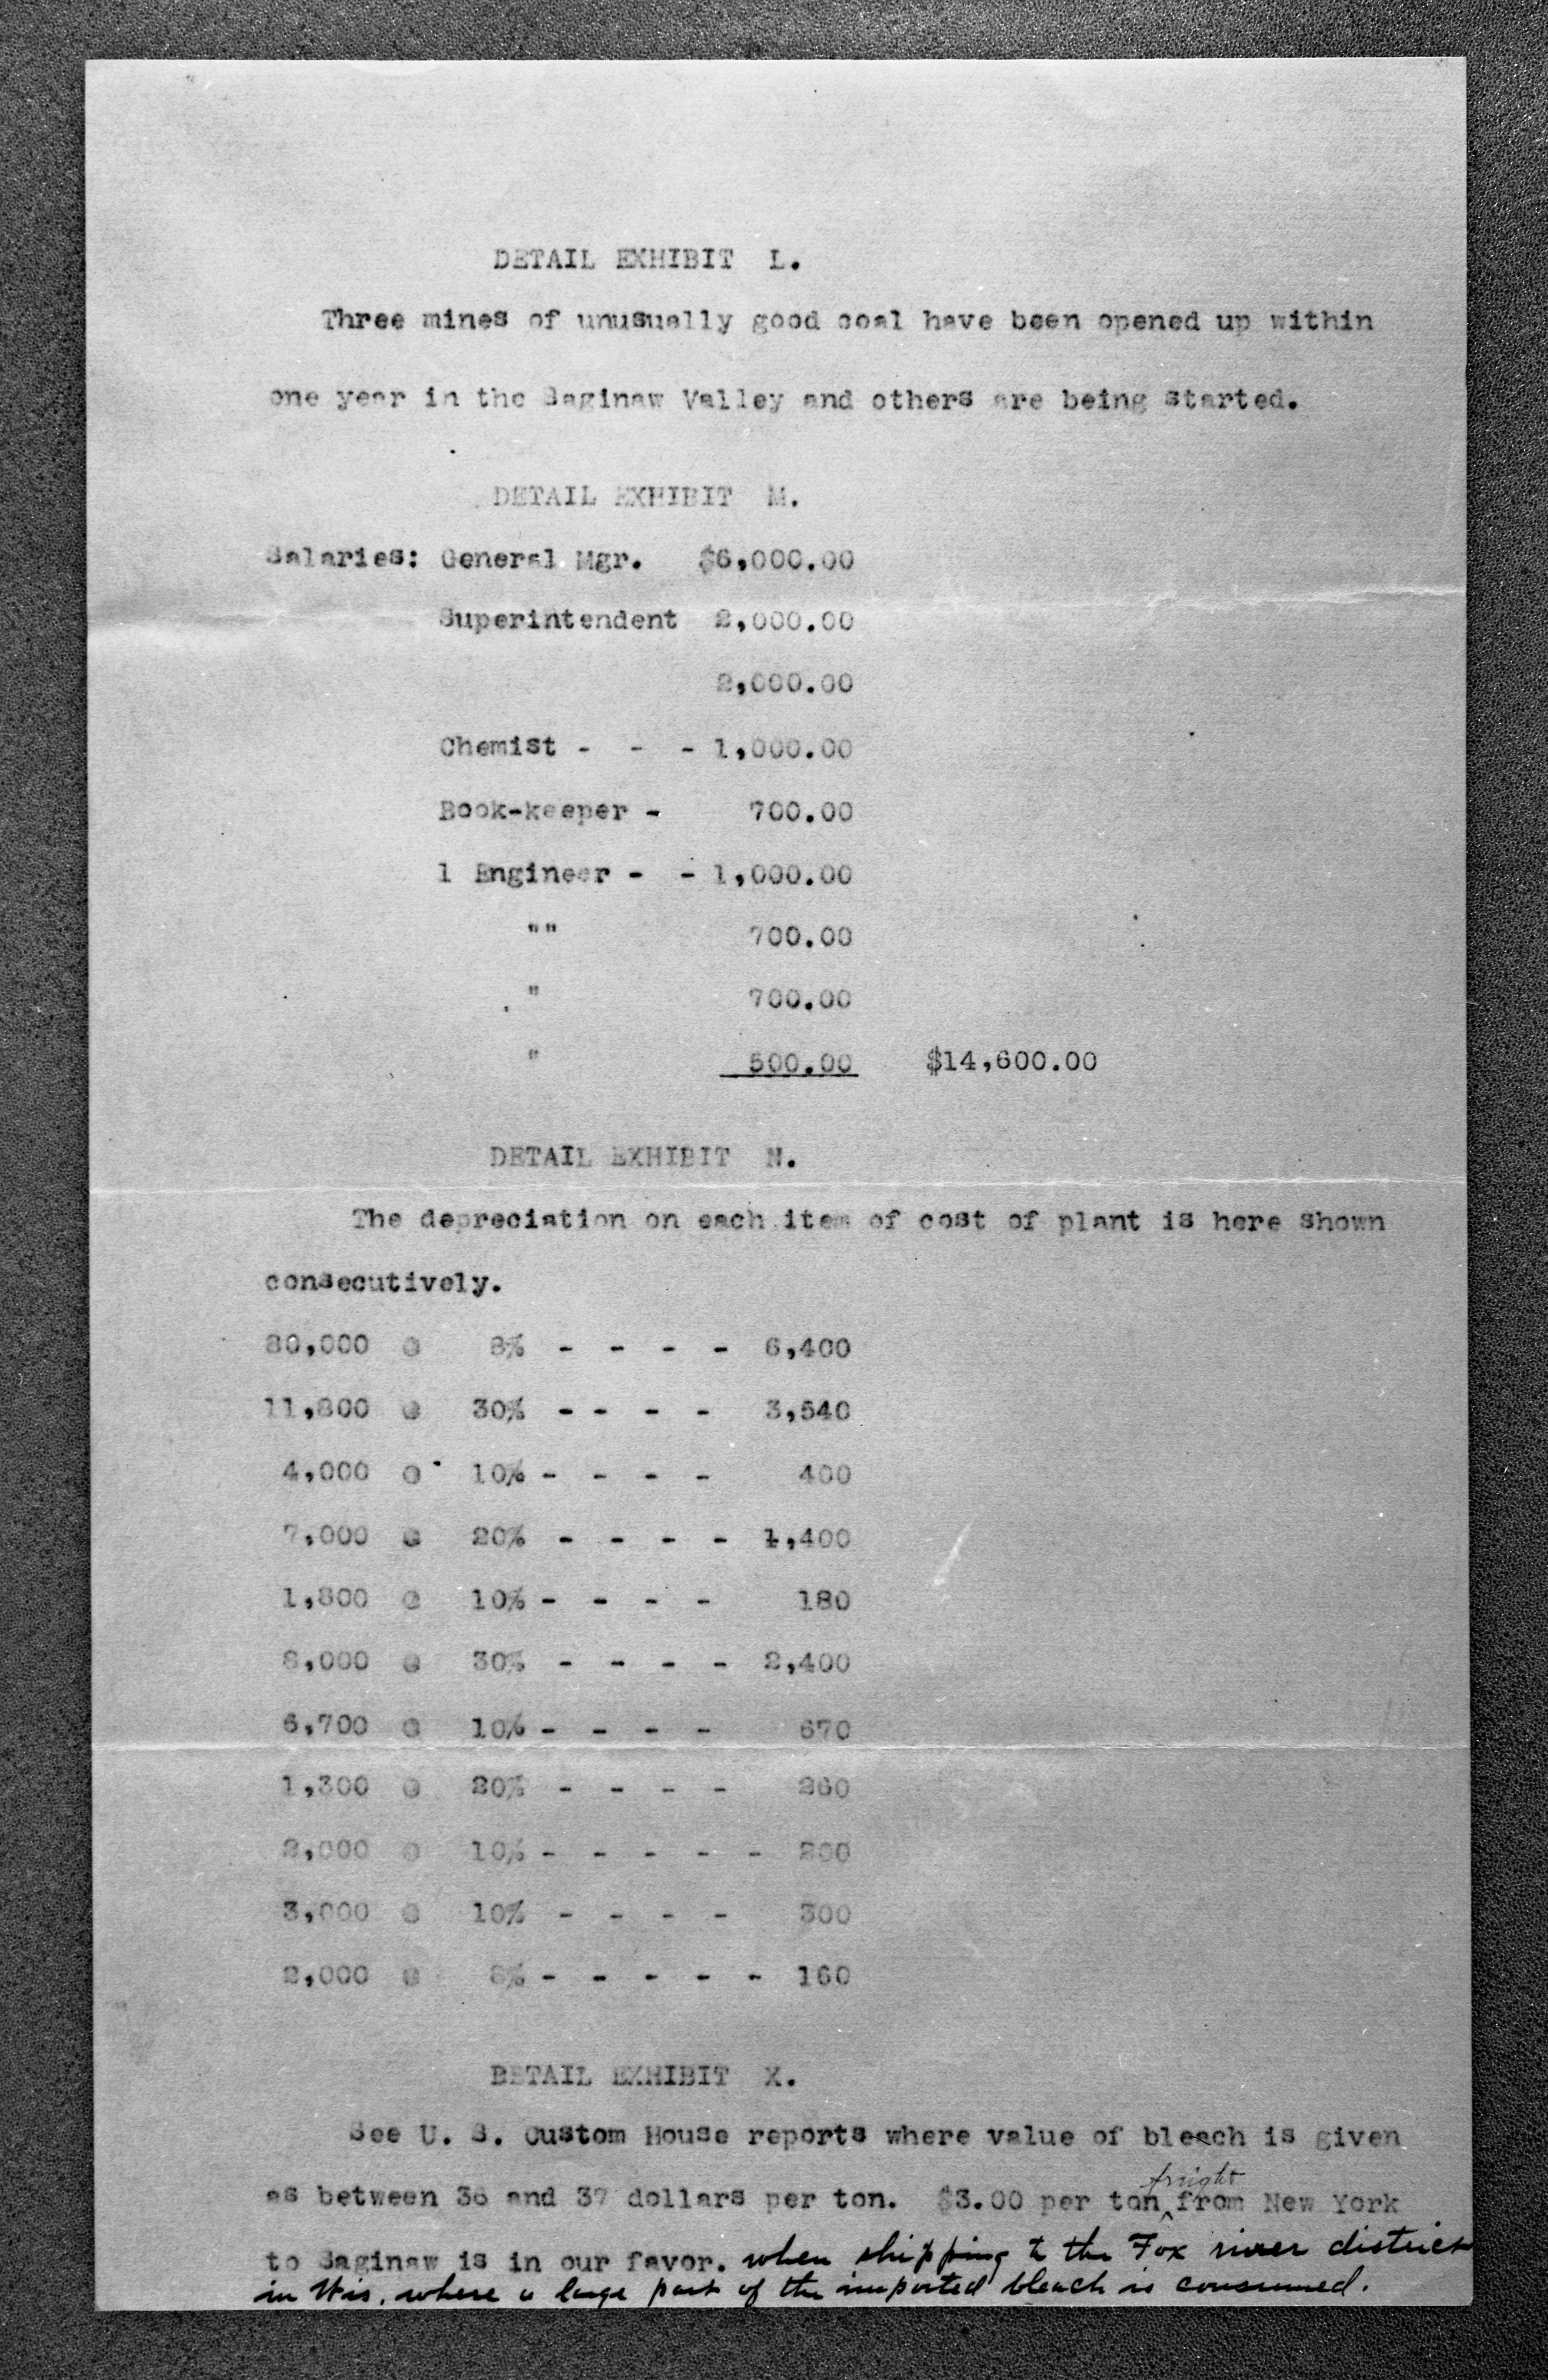 DETAIL EXHIBIT L.
Three mines of unusually good coal have been opened up within
one year in the Saginaw Valley and others are being started.
DETAIL EXHIBIT M.
Salaries: General Mgr. $6,000.00
Superintendent 2,000.00
2,000.00
Chemist - - - 1,000.00
Book-keeper - 700.00
1 Engineer - - 1,000.00
"" 700.00
" 700.00
" 500.00 $14,600.00
DETAIL EXHIBIT N.
The depreciation on each item of cost of plant is here shown
consecutively.
80,000 @ 8% - - - - 6,400
11,800 @ 30% - - - - 3,540
4,000 @ 10% - - - - 400
7,000 @ 20% - - - - 1,400
1,800 @ 10% - - - - 180
8,000 @ 30% - - - - 2,400
6,700 @ 10% - - - - 670
1,300 @ 20% - - - - 260
2,000 @ 10% - - - - - 200
3,000 @ 10% - - - - 300
2,000 @ 8% - - - - - 160
DETAIL EXHIBIT X.
See U. S. Custom House reports where value of bleach is given
freight
as between 36 and 37 dollars per ton. $3.00 per ton ^ from New York
to Saginaw is in our favor. when shipping to the Fox river district
in Wis. where a large part of the imported bleach is consumed.